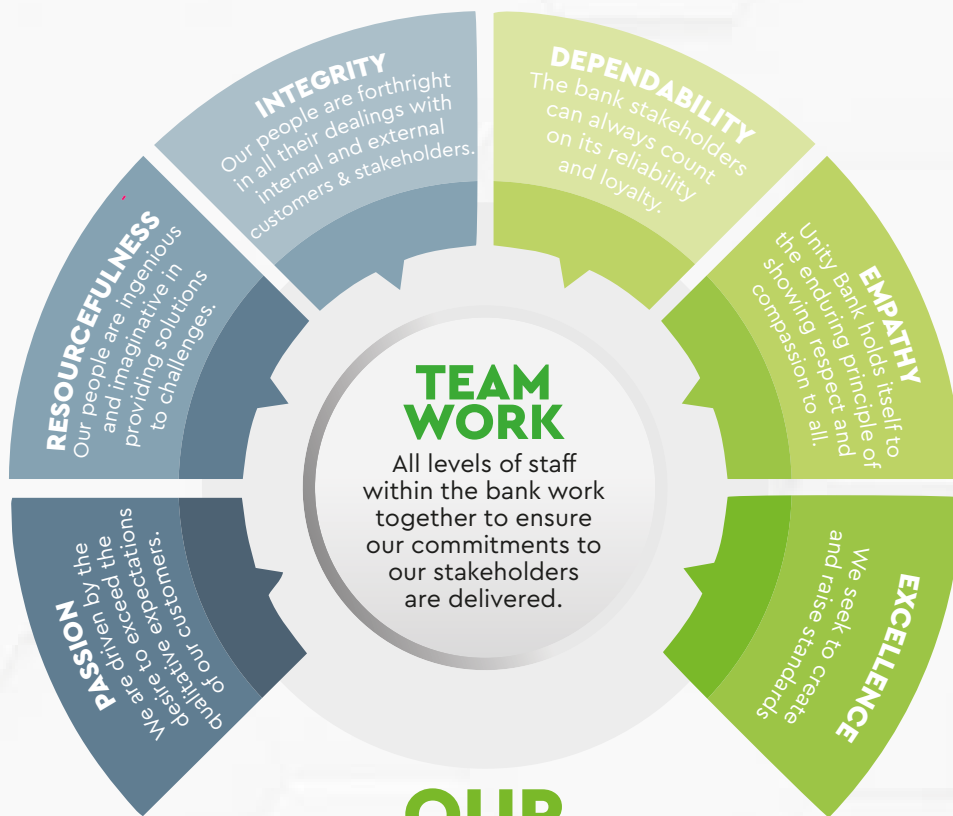 PASSION
We are driven by the
desire to exceed the
qualitative expectations
of our customers.
RESOURCEFULNESS
Our people are ingenious
and imaginative in
providing solutions
to challenges.
INTEGRITY
Our people are forthright
in all their dealings with
internal and external
customers & stakeholders.
DEPENDABILITY
The bank stakeholders
can always count
on its reliability
and loyalty.
EMPATHY
Unity Bank holds itself to
the enduring principle of
showing respect and
compassion to all.
EXCELLENCE
We seek to create
and raise standards
TEAM
WORK
All levels of staff
within the bank work
together to ensure
our commitments to
our stakeholders
are delivered.
OUR